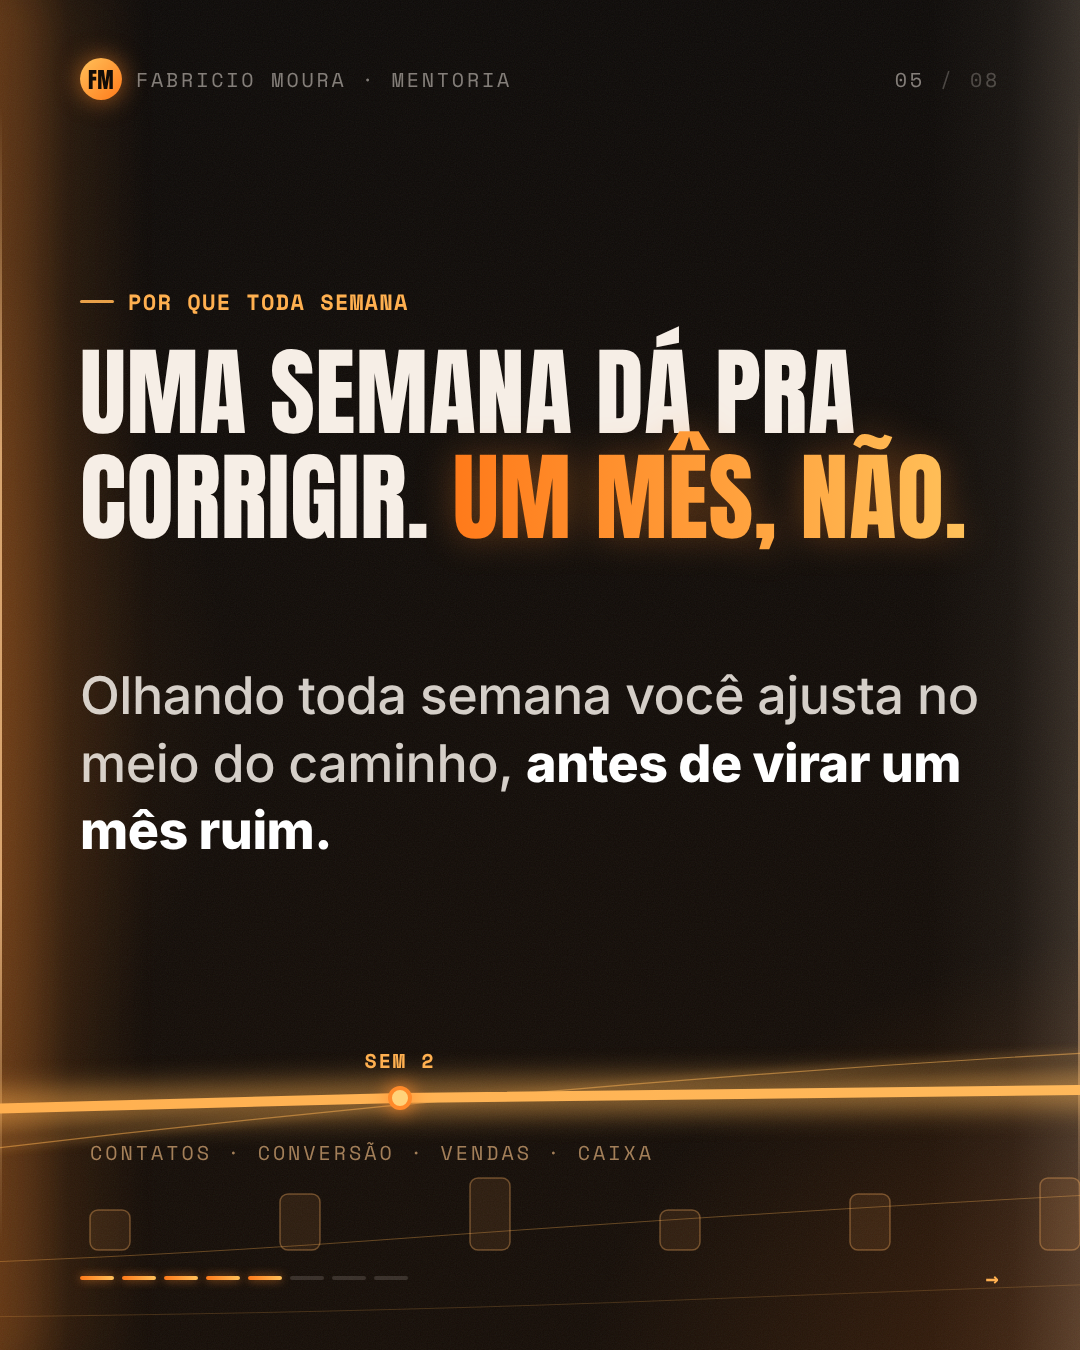 FM FABRICIO MOURA · MENTORIA
05 / 08
POR QUE TODA SEMANA
UMA SEMANA DÁ PRA
CORRIGIR. UM MÊS, NÃO.
Olhando toda semana você ajusta no
meio do caminho, antes de virar um
mês ruim.
SEM 2
CONTATOS · CONVERSÃO · VENDAS · CAIXA
→